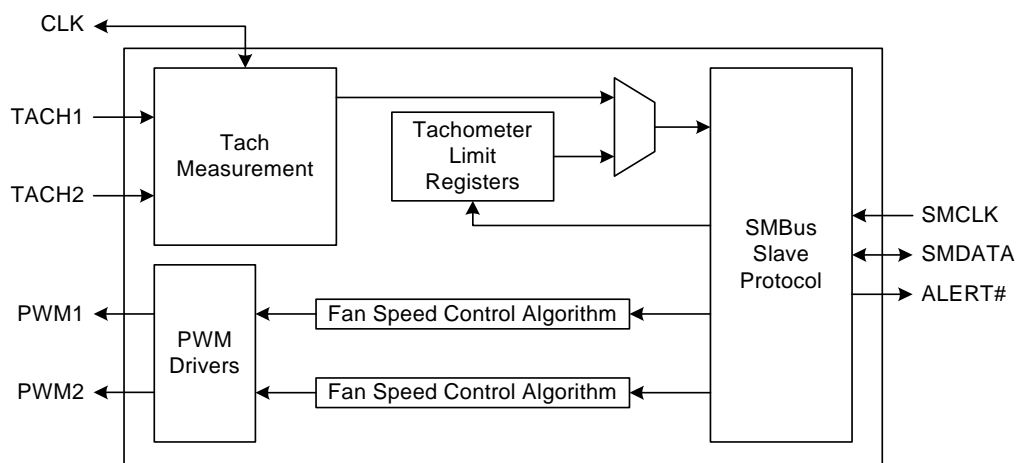 CLK
TACH1
TACH2
Tach
Measurement
Tachometer
Limit
Registers
SMBus
Slave
Protocol
SMCLK
SMDATA
ALERT#
PWM1
PWM2
PWM
Drivers
Fan Speed Control Algorithm
Fan Speed Control Algorithm